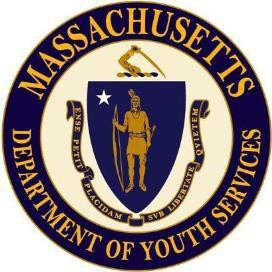 MASSACHUSETTS
ENSE PETIT PLACIDAM SVB LIBERTATE QVIETEM
DEPARTMENT OF YOUTH SERVICES